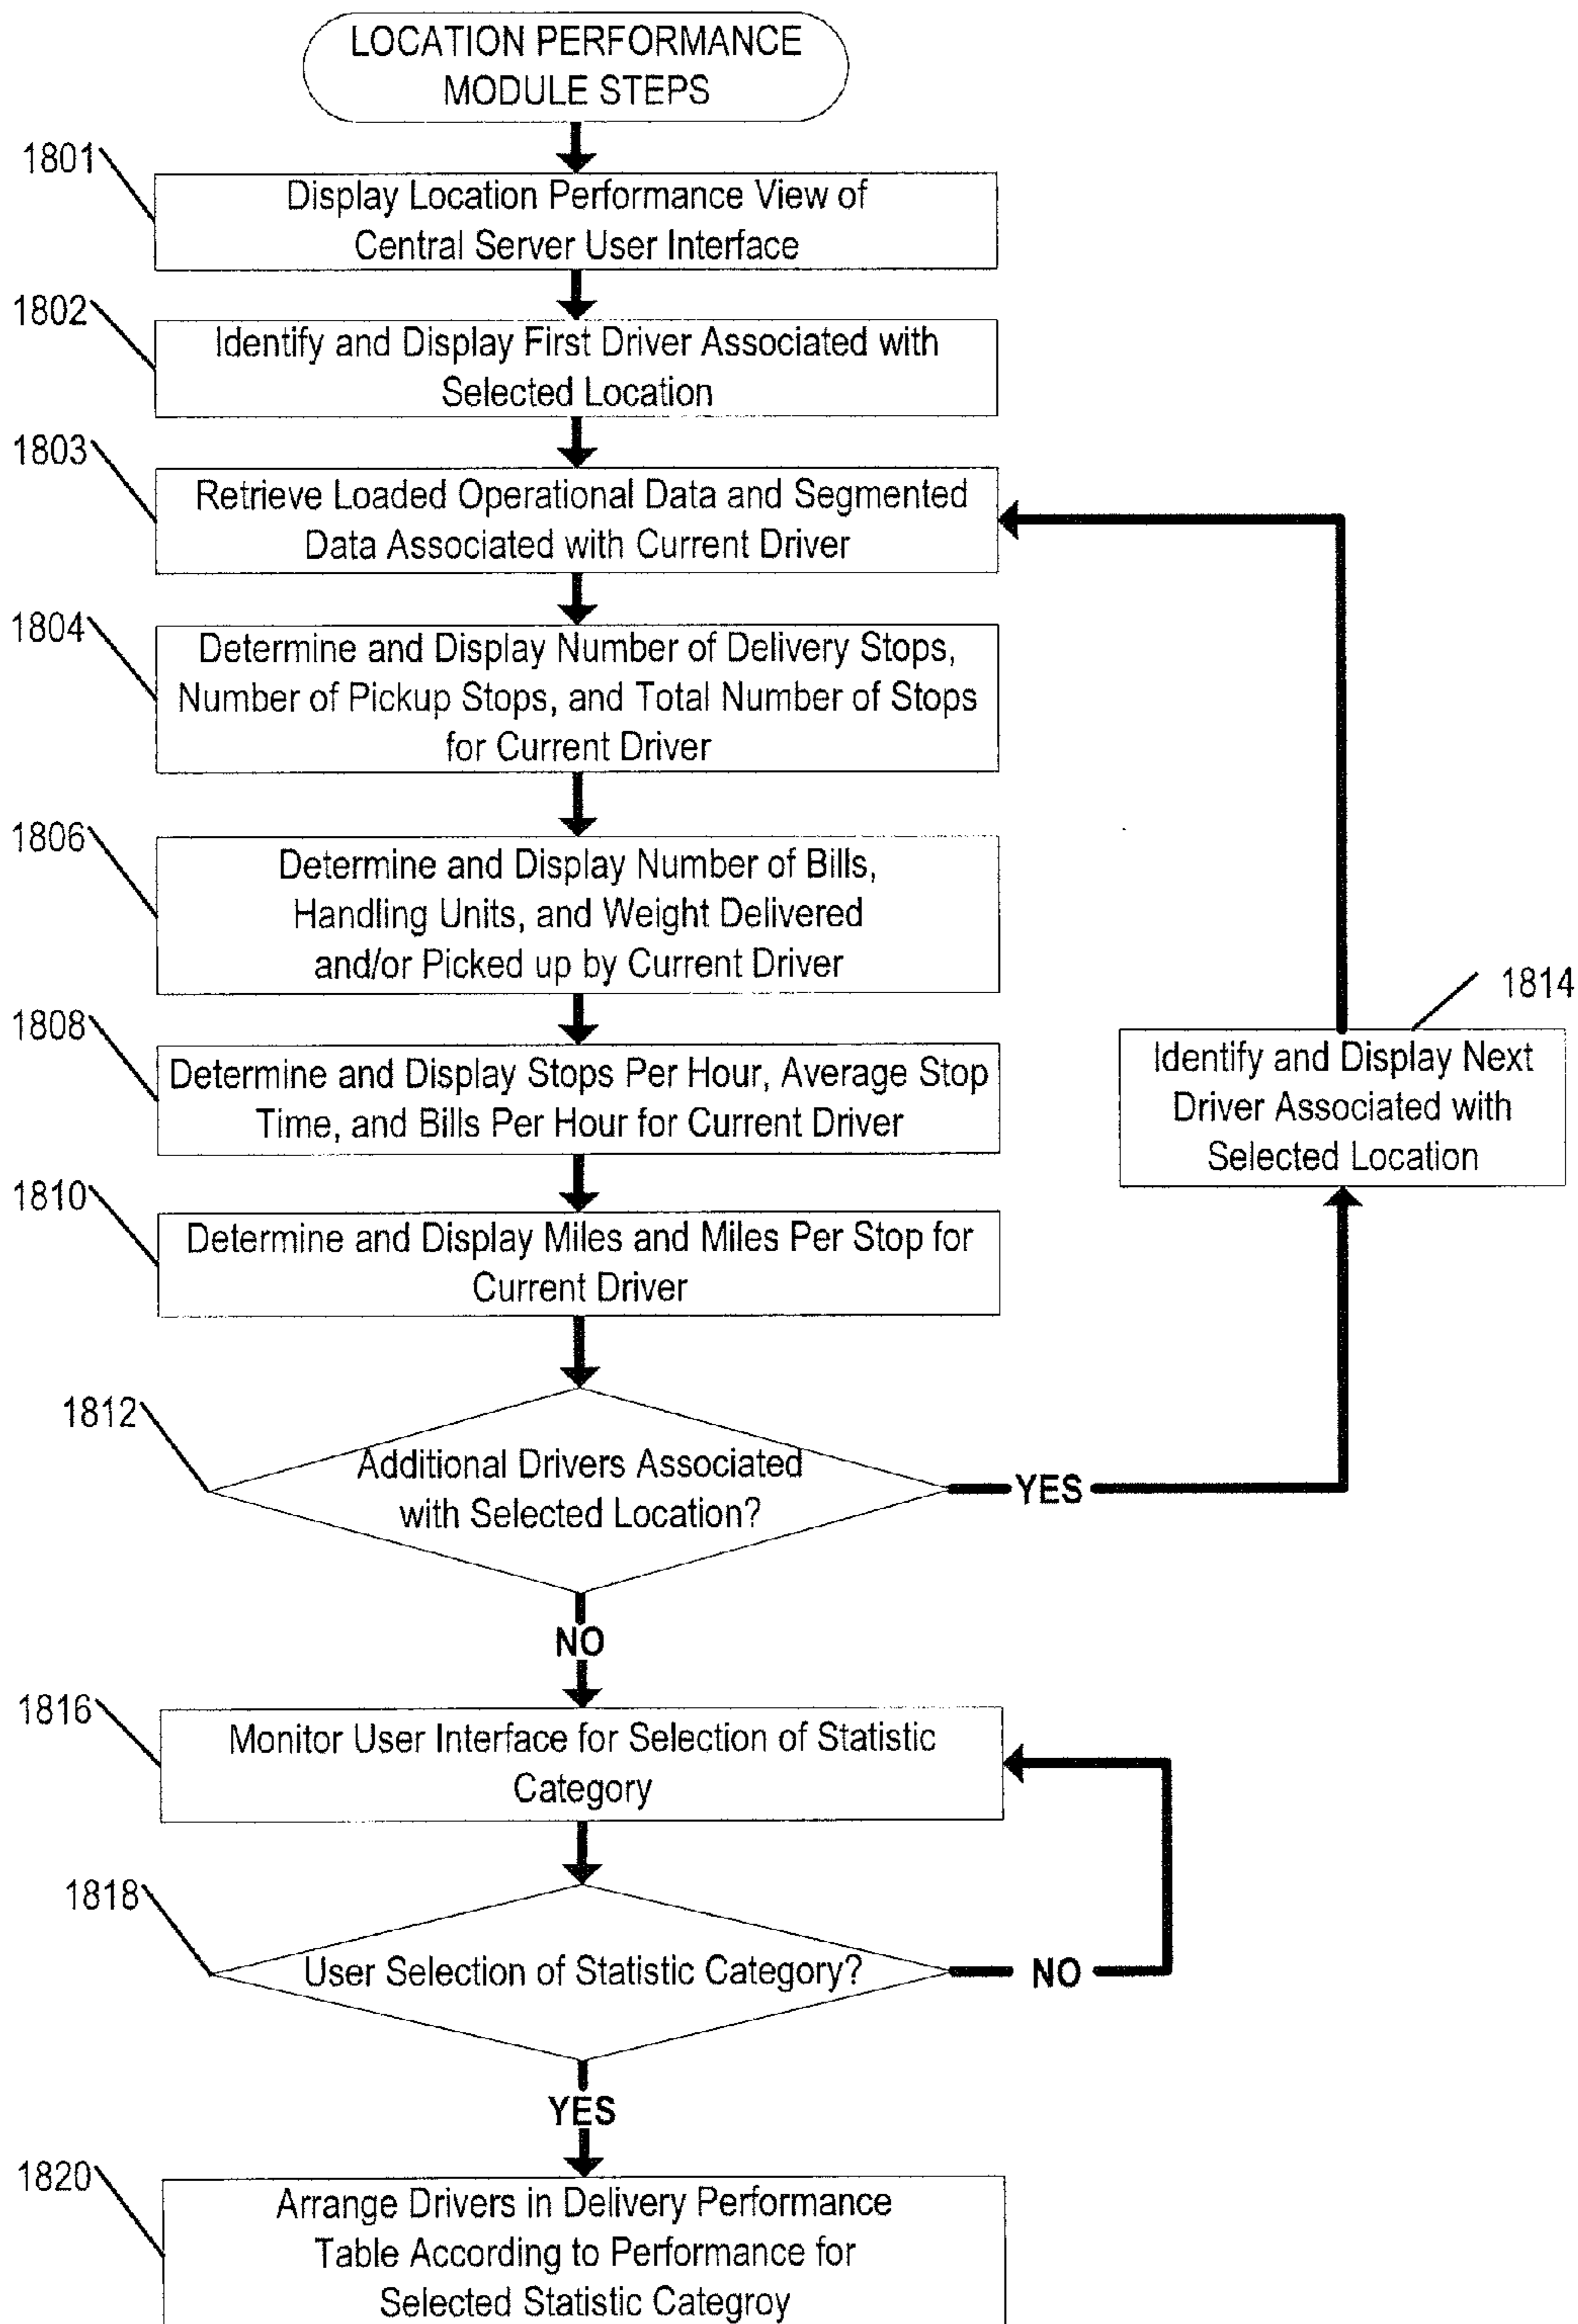 LOCATION PERFORMANCE
MODULE STEPS
1801
Display Location Performance View of
Central Server User Interface
1802
Identify and Display First Driver Associated with
Selected Location
1803
Retrieve Loaded Operational Data and Segmented
Data Associated with Current Driver
1804
Determine and Display Number of Delivery Stops,
Number of Pickup Stops, and Total Number of Stops
for Current Driver
1806
Determine and Display Number of Bills,
Handling Units, and Weight Delivered
and/or Picked up by Current Driver
1808
Determine and Display Stops Per Hour, Average Stop
Time, and Bills Per Hour for Current Driver
1810
Determine and Display Miles and Miles Per Stop for
Current Driver
1812
Additional Drivers Associated
with Selected Location?
YES
1814
Identify and Display Next
Driver Associated with
Selected Location
NO
1816
Monitor User Interface for Selection of Statistic
Category
1818
User Selection of Statistic Category?
NO
YES
1820
Arrange Drivers in Delivery Performance
Table According to Performance for
Selected Statistic Categroy